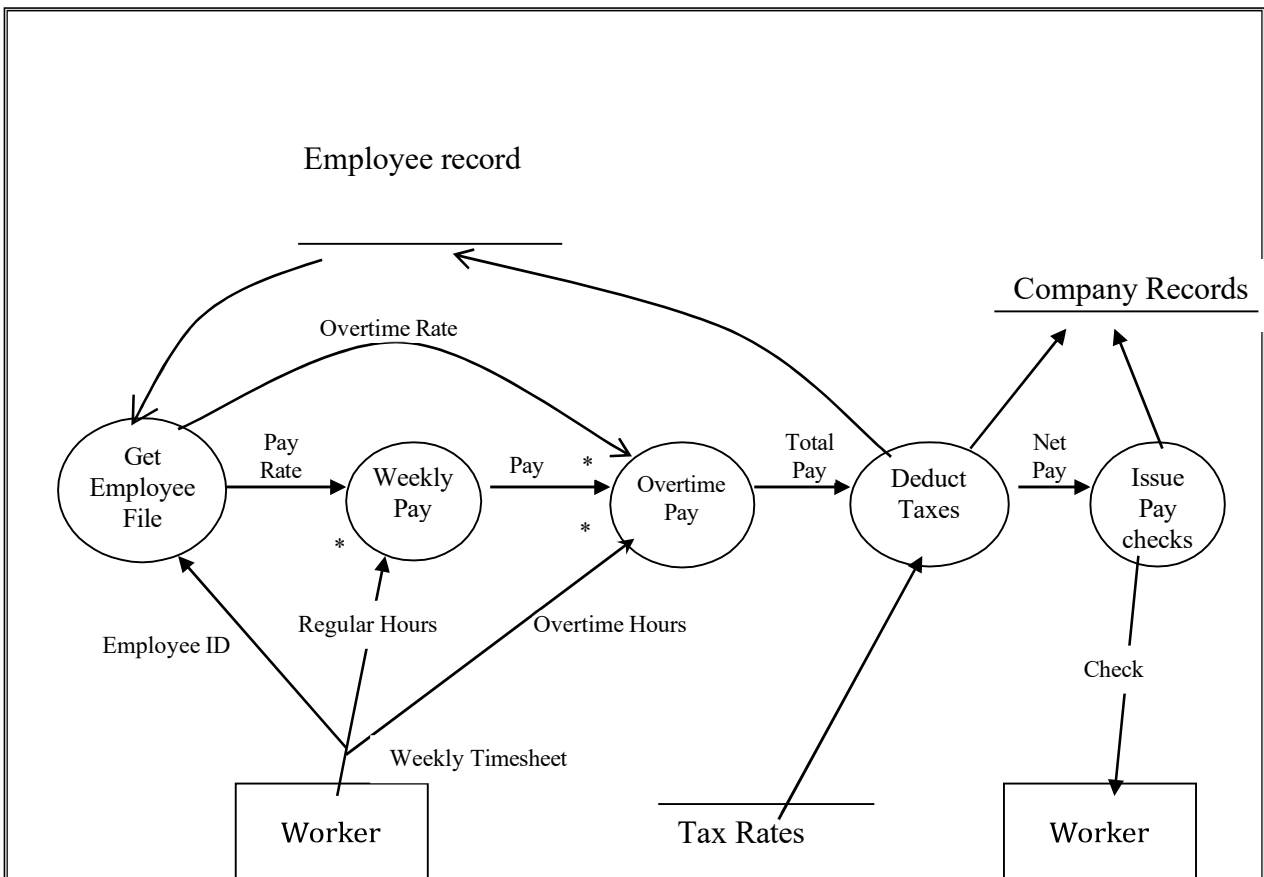 Employee record
Company Records
Overtime Rate
Get
Employee
File
Pay
Rate
Weekly
Pay
*
Pay
*
*
Overtime
Pay
Total
Pay
Deduct
Taxes
Net
Pay
Issue
Pay
checks
Employee ID
Regular Hours
Overtime Hours
Check
Weekly Timesheet
Worker
Tax Rates
Worker